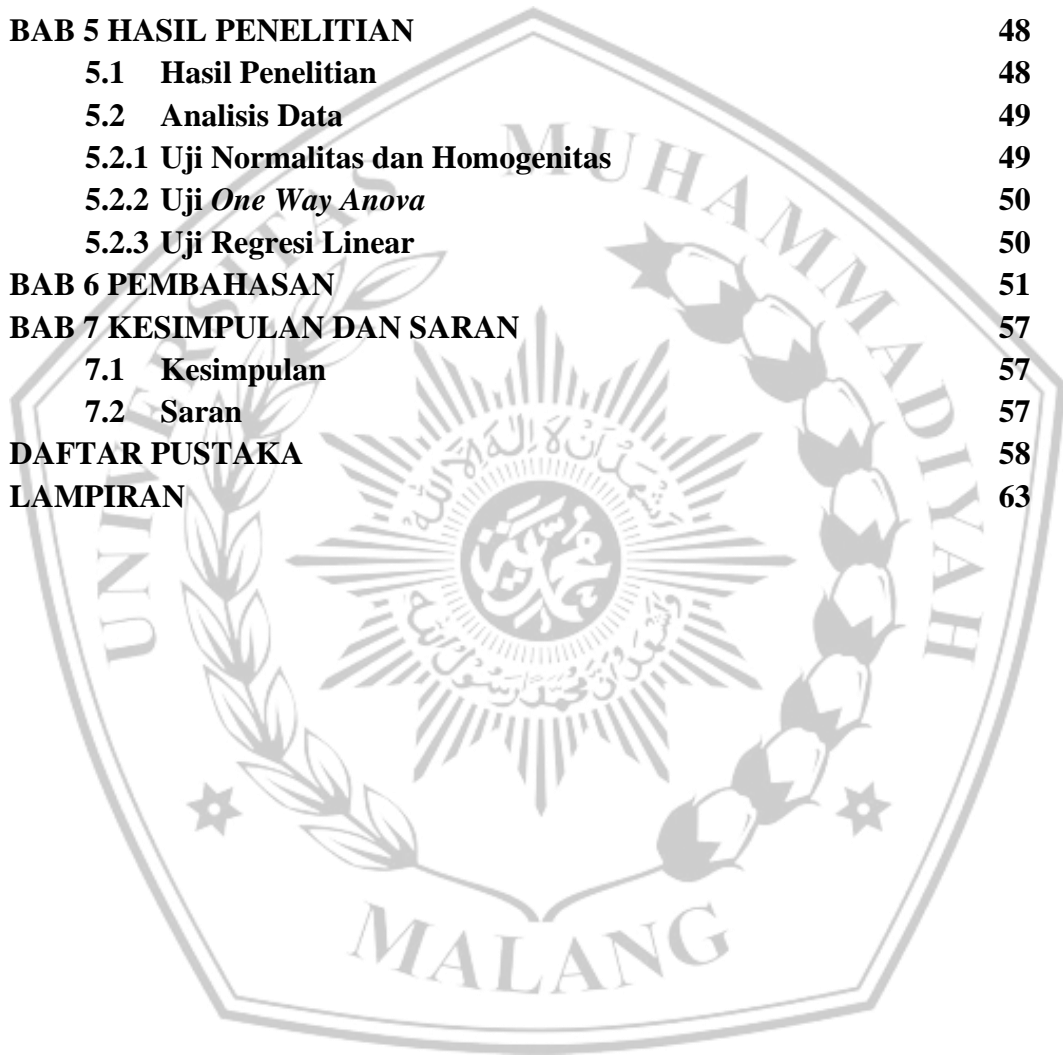 BAB 5 HASIL PENELITIAN 48
5.1 Hasil Penelitian 48
5.2 Analisis Data 49
5.2.1 Uji Normalitas dan Homogenitas 49
5.2.2 Uji One Way Anova 50
5.2.3 Uji Regresi Linear 50
BAB 6 PEMBAHASAN 51
BAB 7 KESIMPULAN DAN SARAN 57
7.1 Kesimpulan 57
7.2 Saran 57
DAFTAR PUSTAKA 58
LAMPIRAN 63
UNIVERSITAS MUHAMMADIYAH
MALANG